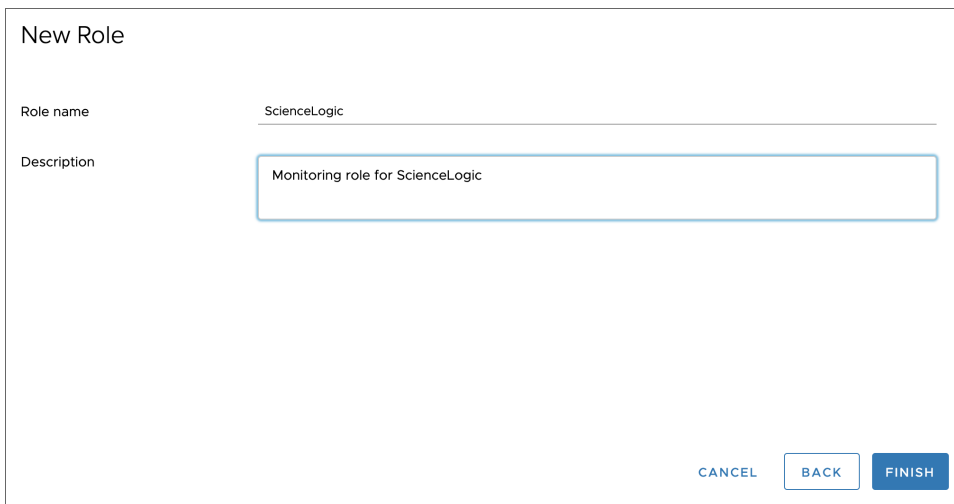 New Role
Role name
ScienceLogic
Description
Monitoring role for ScienceLogic
CANCEL
BACK
FINISH